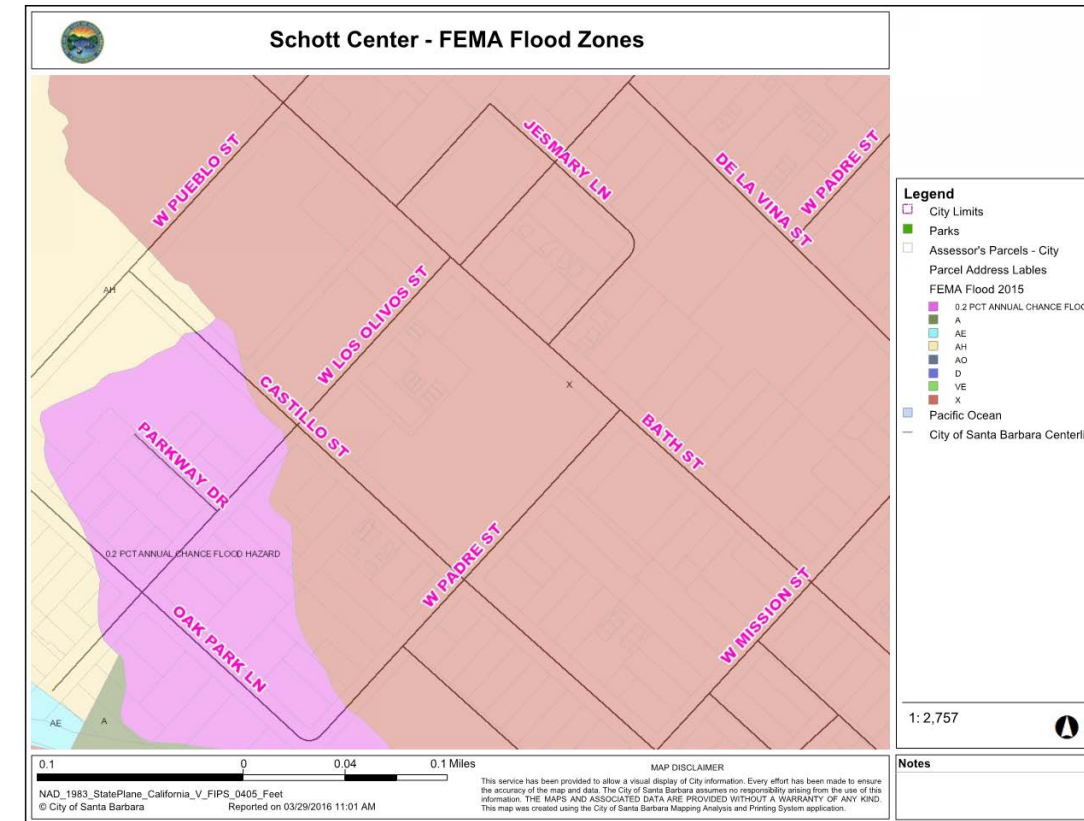 Schott Center - FEMA Flood Zones
W PUEBLO ST
JESMARY LN
DE LA VINA ST
W PADRE ST
AH
W LOS OLIVOS ST
CASTILLO ST
X
PARKWAY DR
BATH ST
0.2 PCT ANNUAL CHANCE FLOOD HAZARD
W PADRE ST
OAK PARK LN
W MISSION ST
AE
A
Legend
City Limits
Parks
Assessor's Parcels - City
Parcel Address Lables
FEMA Flood 2015
0.2 PCT ANNUAL CHANCE FLOO
A
AE
AH
AO
D
VE
X
Pacific Ocean
City of Santa Barbara Centerli
1: 2,757
Notes
0.1 0 0.04 0.1 Miles
NAD_1983_StatePlane_California_V_FIPS_0405_Feet
© City of Santa Barbara Reported on 03/29/2016 11:01 AM
MAP DISCLAIMER
This service has been provided to allow a visual display of City information. Every effort has been made to ensure
the accuracy of the map and data. The City of Santa Barbara assumes no responsibility arising from the use of this
information. THE MAPS AND ASSOCIATED DATA ARE PROVIDED WITHOUT A WARRANTY OF ANY KIND.
This map was created using the City of Santa Barbara Mapping Analysis and Printing System application.